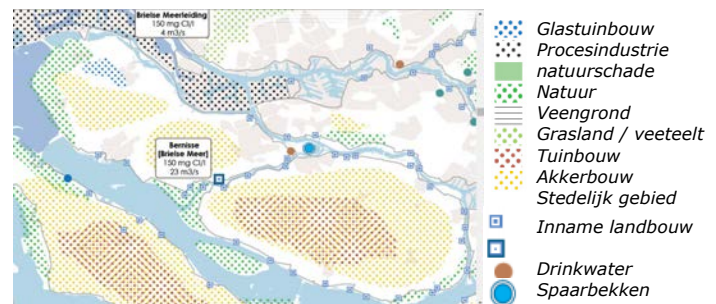 Brielse Meerleiding
150 mg Cl/l
4 m3/s
Bernisse
(Brielse Meer)
150 mg Cl/l
23 m3/s
Glastuinbouw
Procesindustrie
natuurschade
Natuur
Veengrond
Grasland / veeteelt
Tuinbouw
Akkerbouw
Stedelijk gebied
Inname landbouw
Drinkwater
Spaarbekken